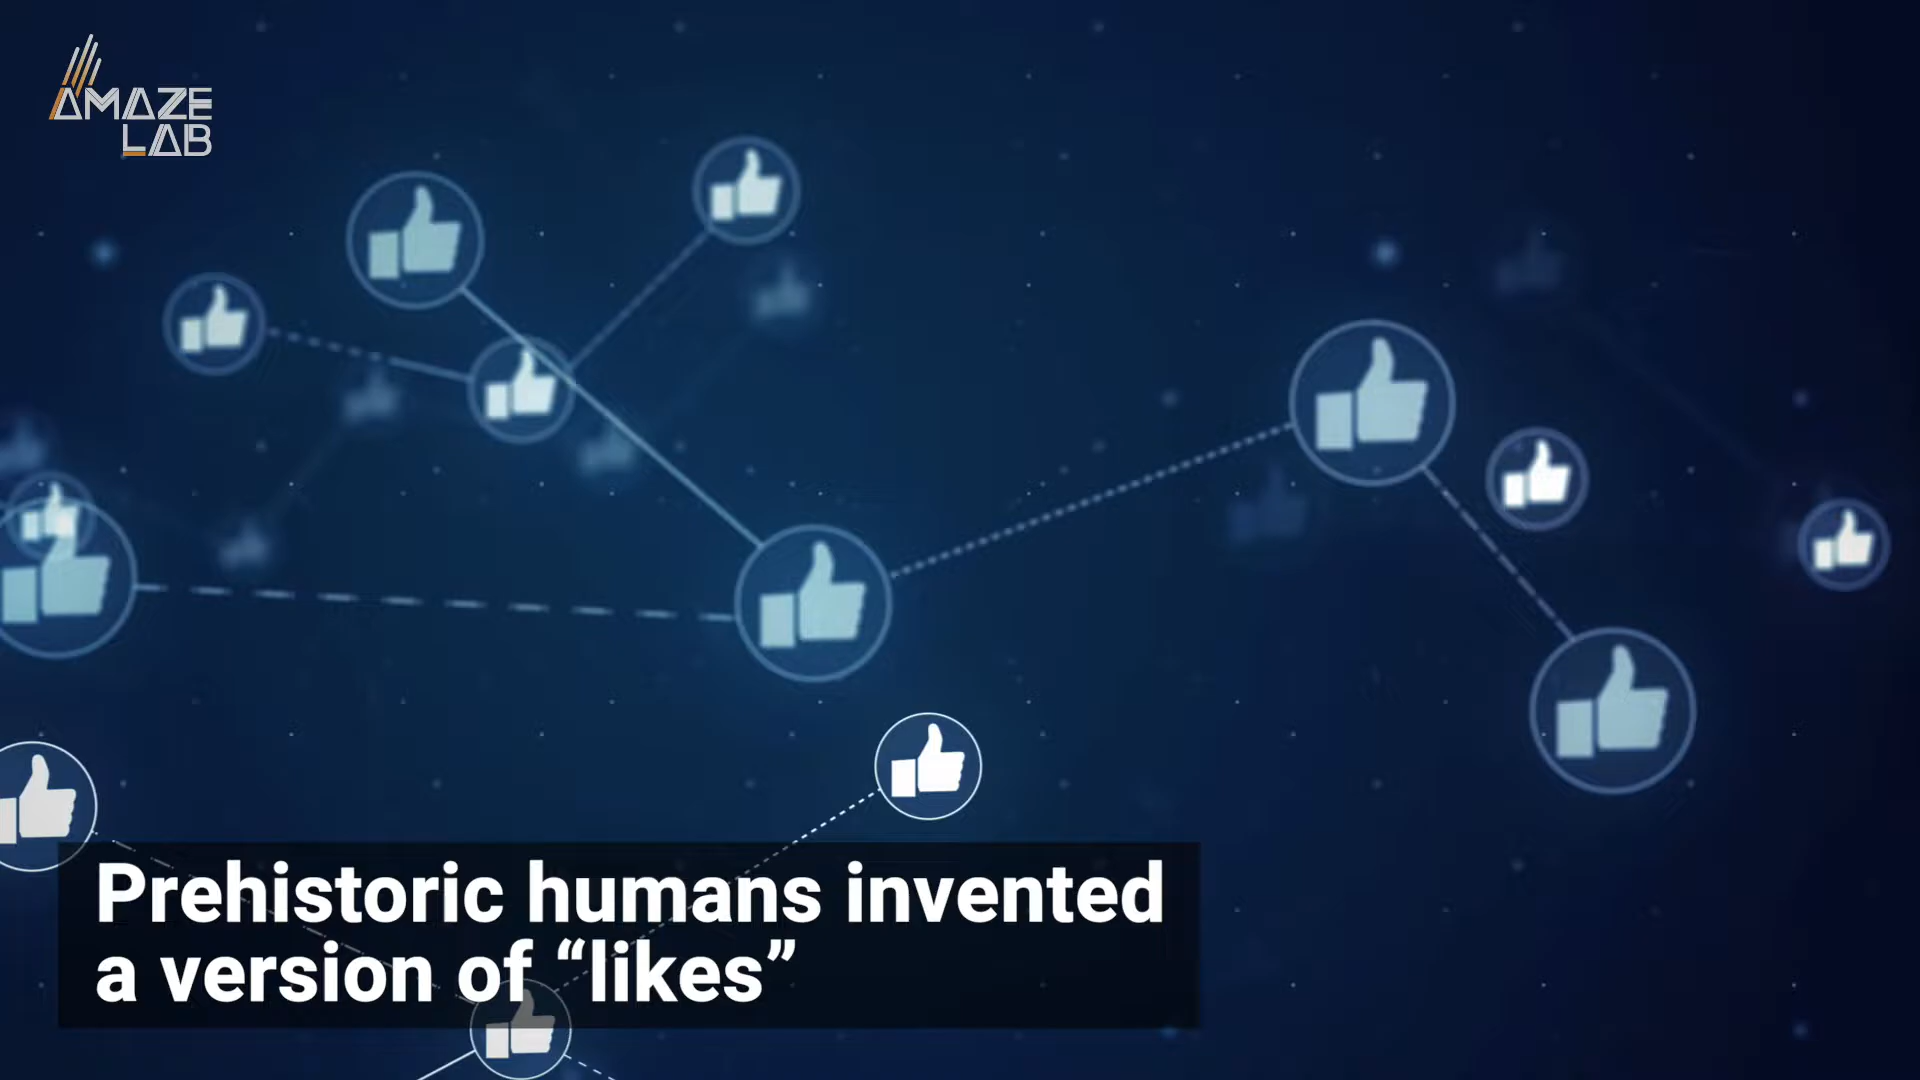 AMAZE
LAB
Prehistoric humans invented
a version of “likes”